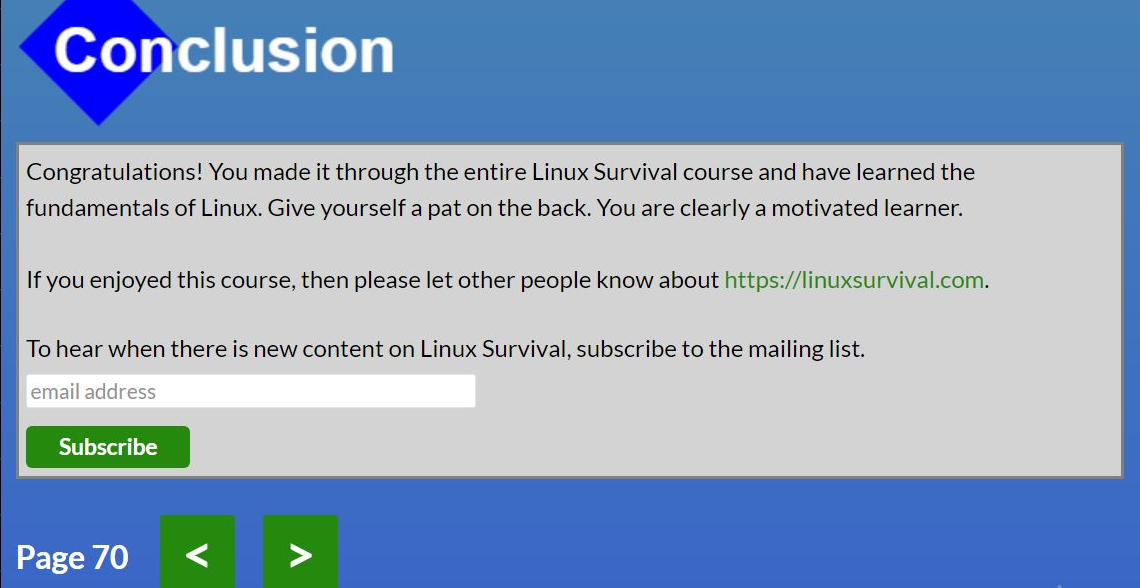 Conclusion
Congratulations! You made it through the entire Linux Survival course and have learned the
fundamentals of Linux. Give yourself a pat on the back. You are clearly a motivated learner.
If you enjoyed this course, then please let other people know about https://linuxsurvival.com.
To hear when there is new content on Linux Survival, subscribe to the mailing list.
email address
Subscribe
Page 70 < >